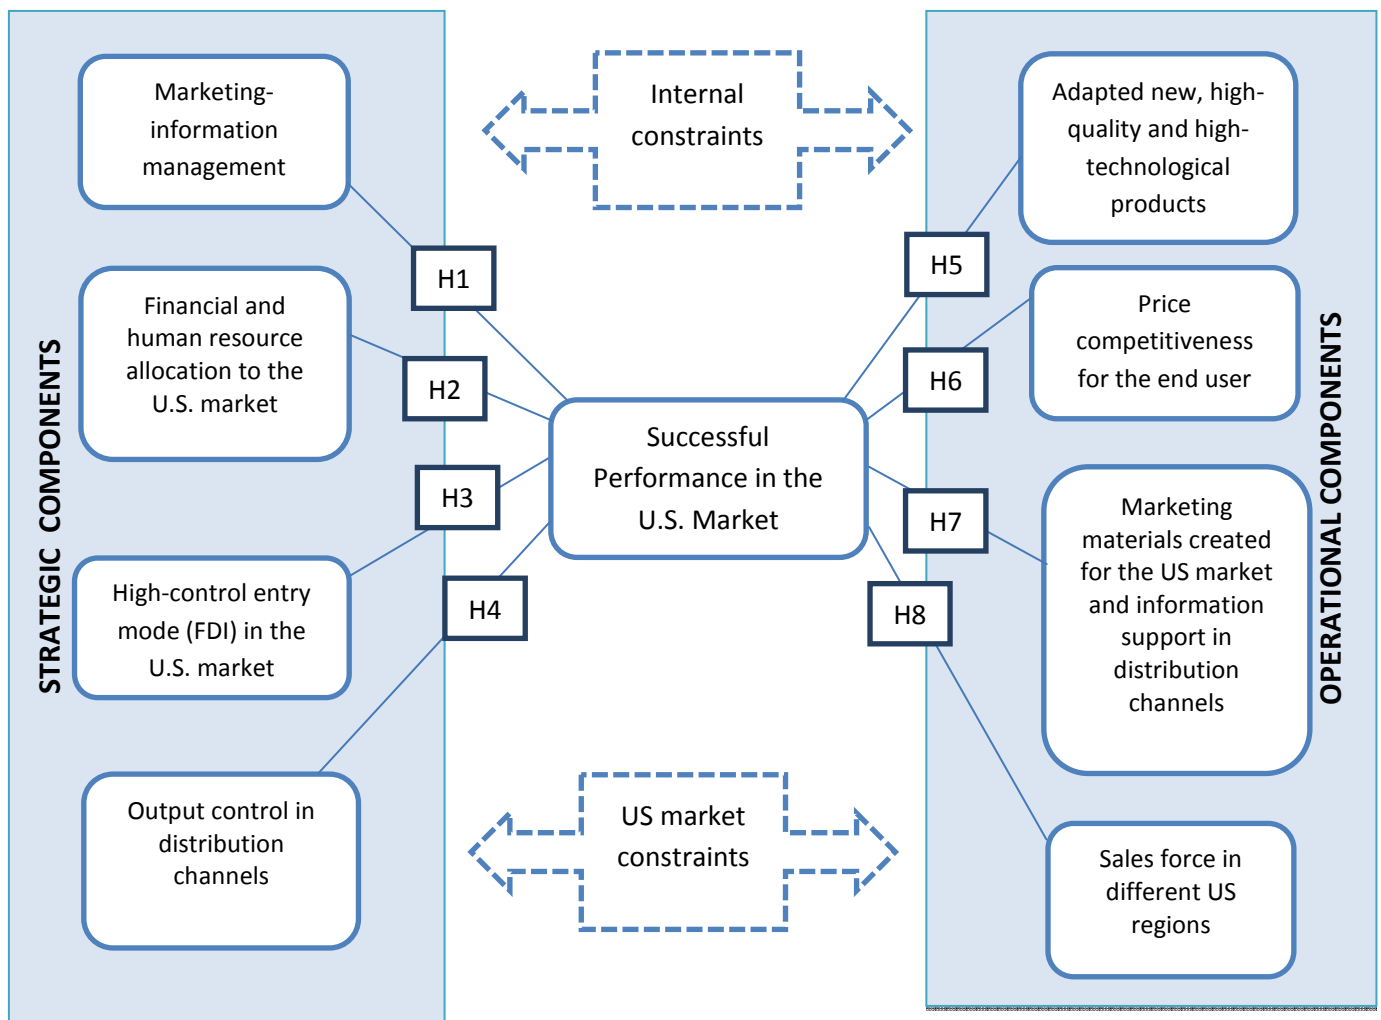 STRATEGIC COMPONENTS
Marketing-
information
management
Financial and
human resource
allocation to the
U.S. market
High-control entry
mode (FDI) in the
U.S. market
Output control in
distribution
channels
H1
H2
H3
H4
Internal
constraints
Successful
Performance in the
U.S. Market
US market
constraints
H5
H6
H7
H8
Adapted new, high-
quality and high-
technological
products
Price
competitiveness
for the end user
Marketing
materials created
for the US market
and information
support in
distribution
channels
Sales force in
different US
regions
OPERATIONAL COMPONENTS